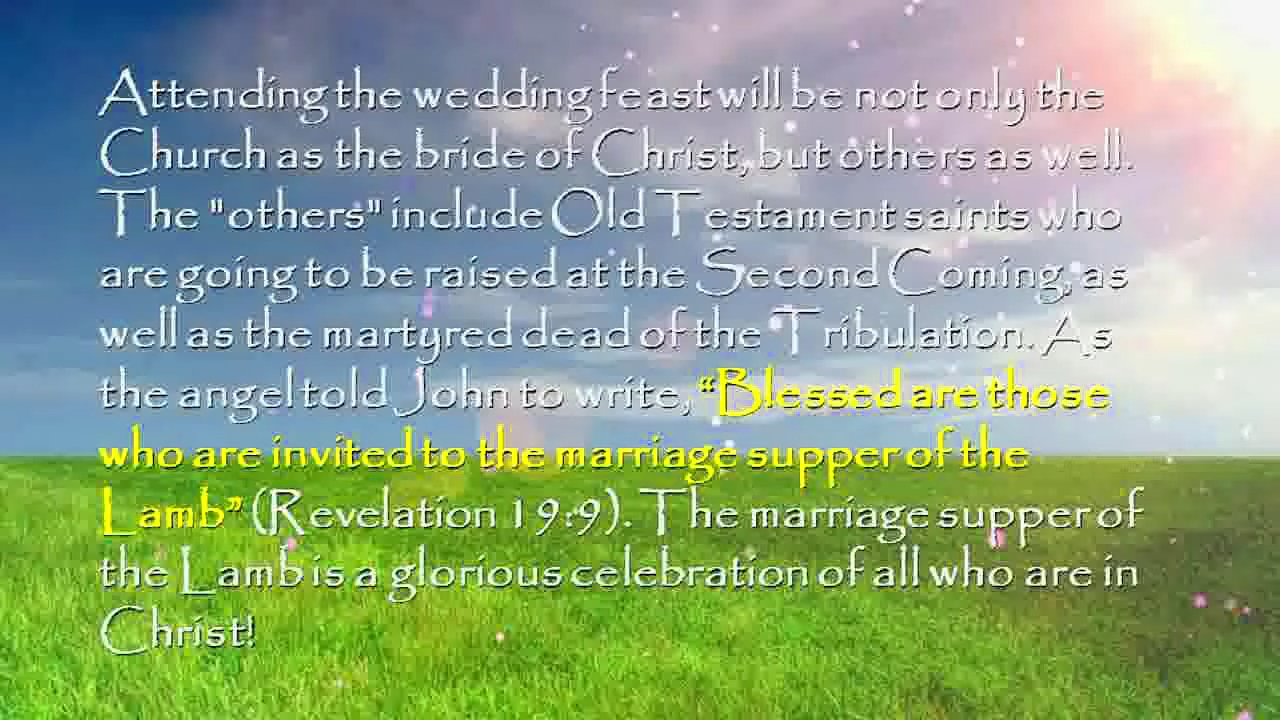 Attending the wedding feast will be not only the
Church as the bride of Christ, but others as well.
The "others" include Old Testament saints who
are going to be raised at the Second Coming, as
well as the martyred dead of the Tribulation. As
the angel told John to write, “Blessed are those
who are invited to the marriage supper of the
Lamb” (Revelation 19:9). The marriage supper of
the Lamb is a glorious celebration of all who are in
Christ!